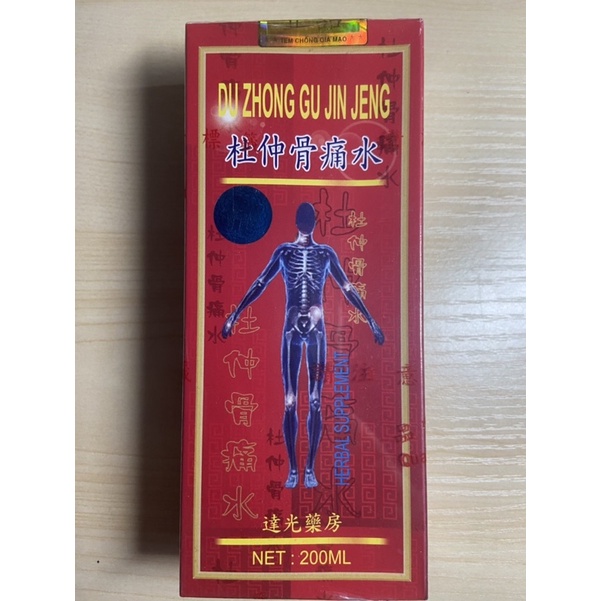 TEM CHỐNG GIẢ MẠO
DU ZHONG GU JIN JENG
杜仲骨痛水
杜仲骨痛水
杜仲骨痛水
HERBAL SUPPLEMENT
達光藥房
NET : 200ML